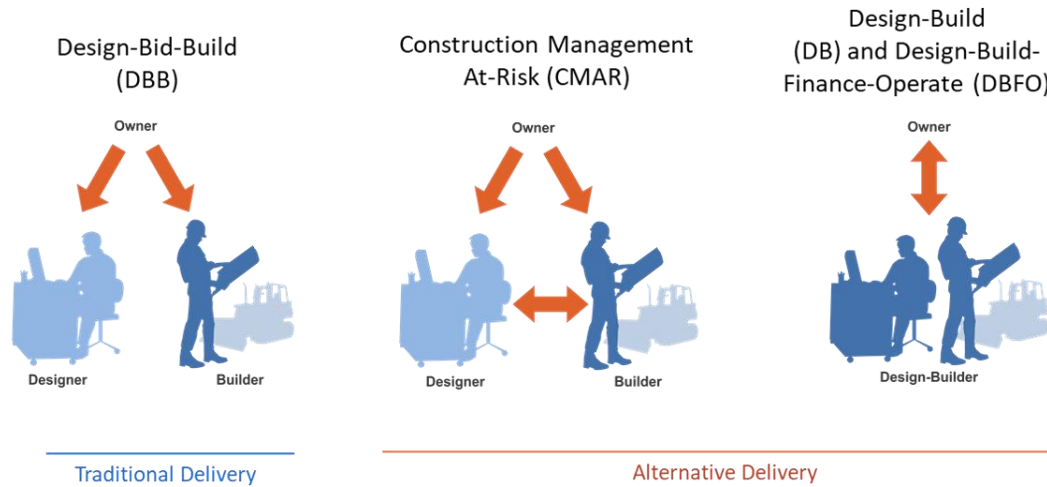 Design-Bid-Build
(DBB)
Owner
Designer
Builder
Traditional Delivery
Construction Management
At-Risk (CMAR)
Owner
Designer
Builder
Design-Build
(DB) and Design-Build-
Finance-Operate (DBFO)
Owner
Design-Builder
Alternative Delivery